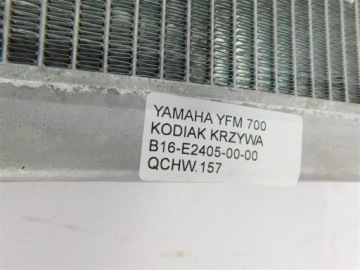 YAMAHA YFM 700
KODIAK KRZYWA
B16-E2405-00-00
QCHW.157